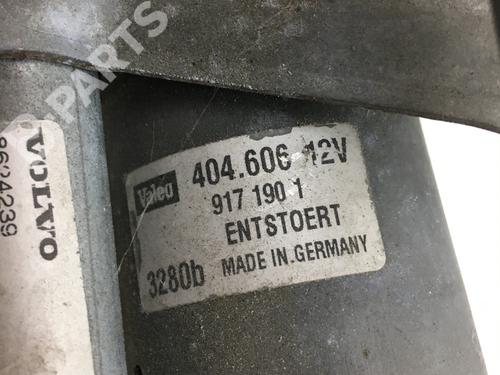 PARTS
VOLVO
8624239
Valeo 404.606 12V
917 190 1
ENTSTOERT
3280b MADE IN GERMANY